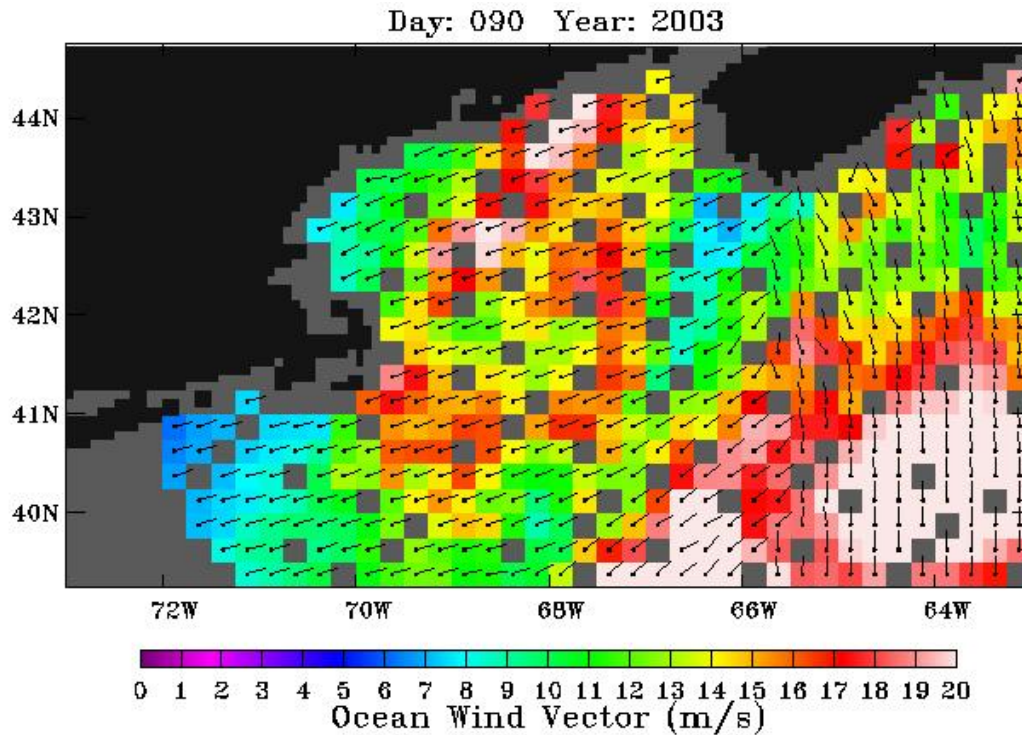 Day: 090 Year: 2003
44N
43N
42N
41N
40N
72W 70W 68W 66W 64W
0 1 2 3 4 5 6 7 8 9 10 11 12 13 14 15 16 17 18 19 20
Ocean Wind Vector (m/s)